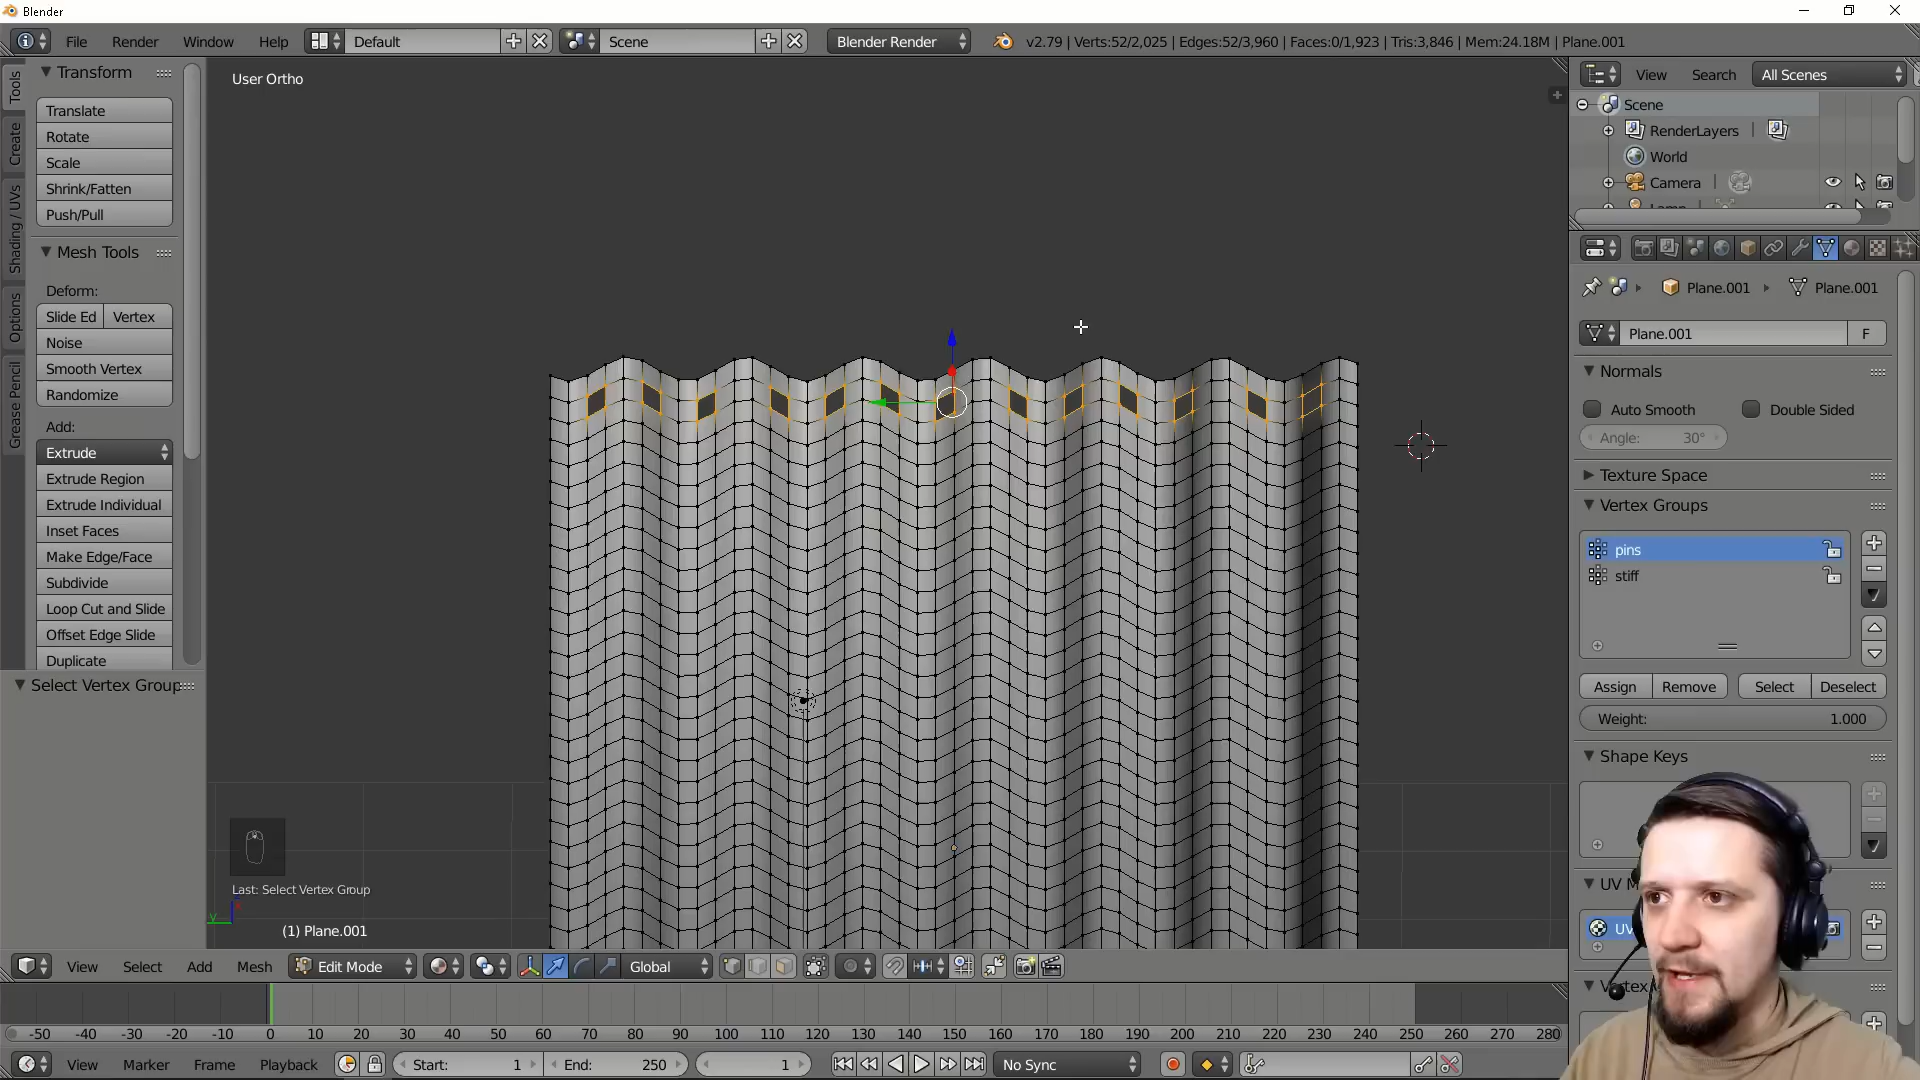 Blender
File Render Window Help Default Scene Blender Render v2.79 | Verts:52/2,025 | Edges:52/3,960 | Faces:0/1,923 | Tris:3,846 | Mem:24.18M | Plane.001
Tools
Create
Shading / UVs
Options
Grease Pencil
Transform
Translate
Rotate
Scale
Shrink/Fatten
Push/Pull
Mesh Tools
Deform:
Slide Ed Vertex
Noise
Smooth Vertex
Randomize
Add:
Extrude
Extrude Region
Extrude Individual
Inset Faces
Make Edge/Face
Subdivide
Loop Cut and Slide
Offset Edge Slide
Duplicate
Select Vertex Group
User Ortho
Last: Select Vertex Group
y
(1) Plane.001
View Search All Scenes
Scene
RenderLayers
World
Camera
Lamp
Plane.001 Plane.001
Plane.001 F
Normals
Auto Smooth Double Sided
Angle: 30°
Texture Space
Vertex Groups
pins
stiff
Assign Remove Select Deselect
Weight: 1.000
Shape Keys
UV M
UV
Vertex
View Select Add Mesh Edit Mode Global
-50 -40 -30 -20 -10 0 10 20 30 40 50 60 70 80 90 100 110 120 130 140 150 160 170 180 190 200 210 220 230 240 250 260 270 280
View Marker Frame Playback Start: 1 End: 250 1 No Sync